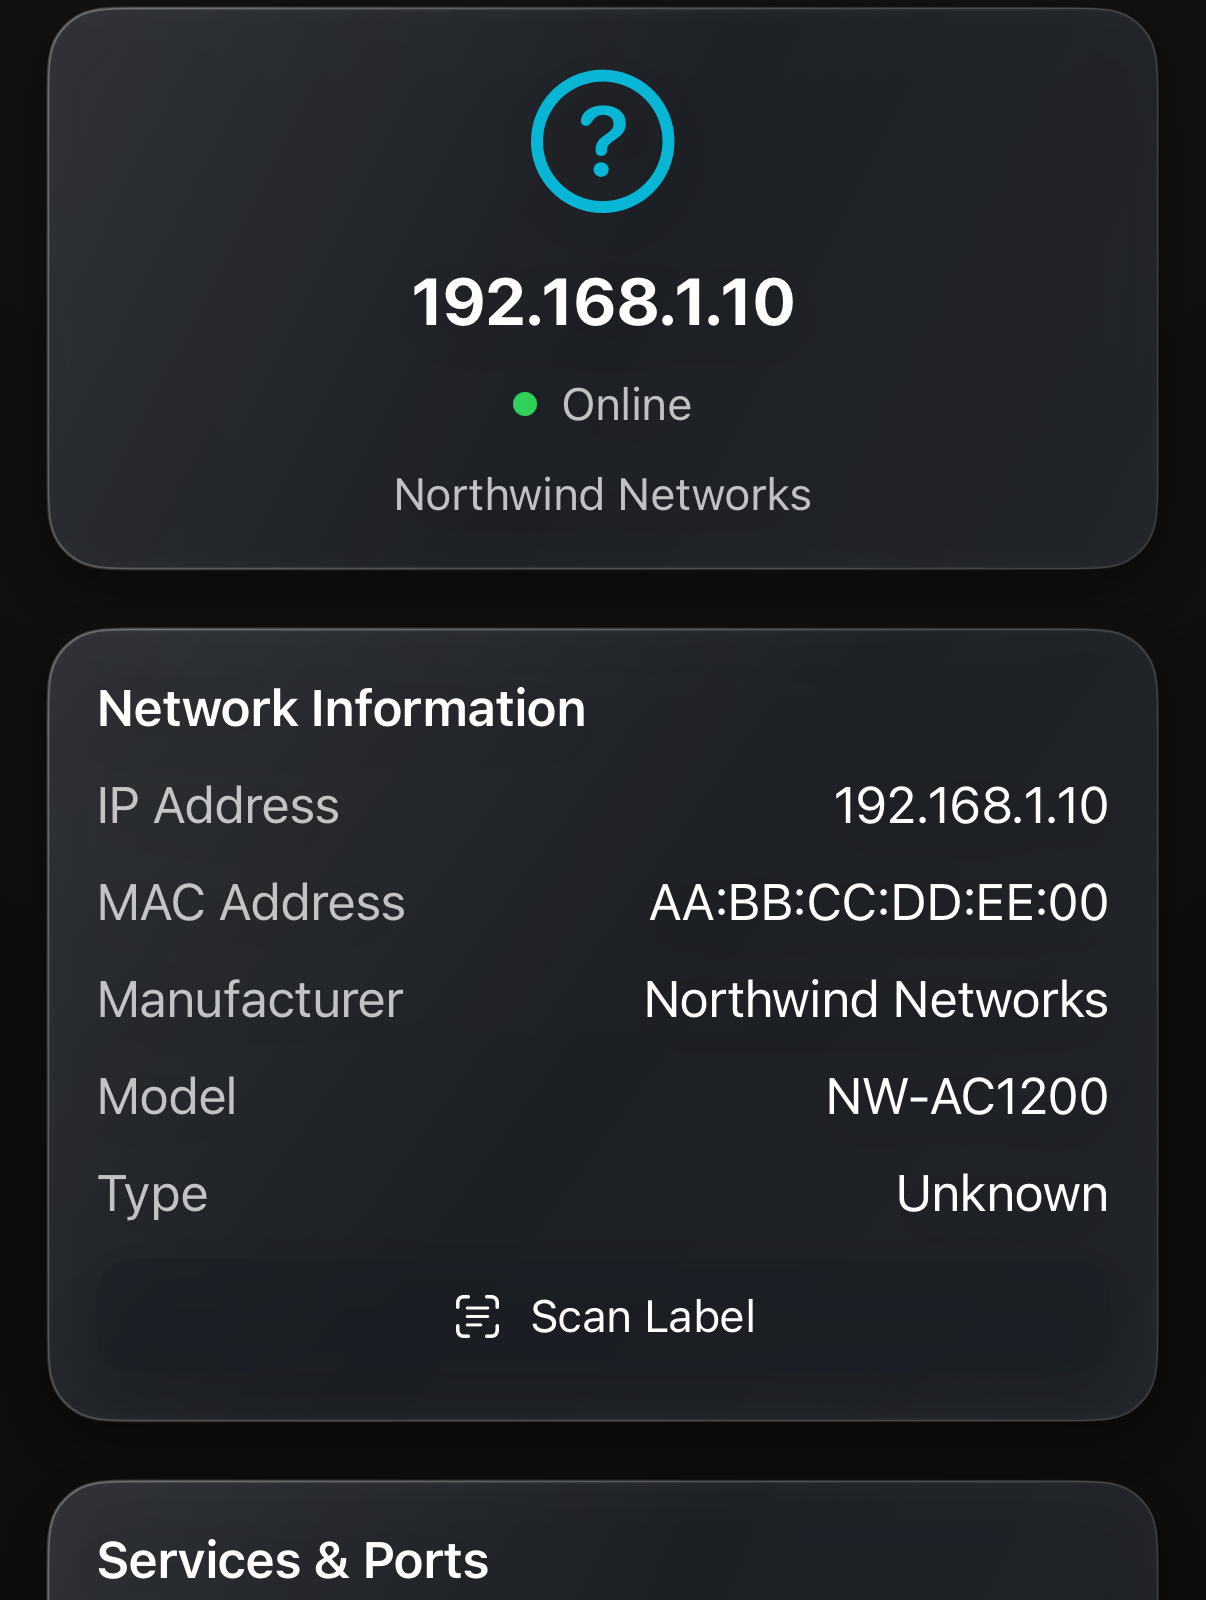 ?
192.168.1.10
Online
Northwind Networks
Network Information
IP Address 192.168.1.10
MAC Address AA:BB:CC:DD:EE:00
Manufacturer Northwind Networks
Model NW-AC1200
Type Unknown
Scan Label
Services & Ports